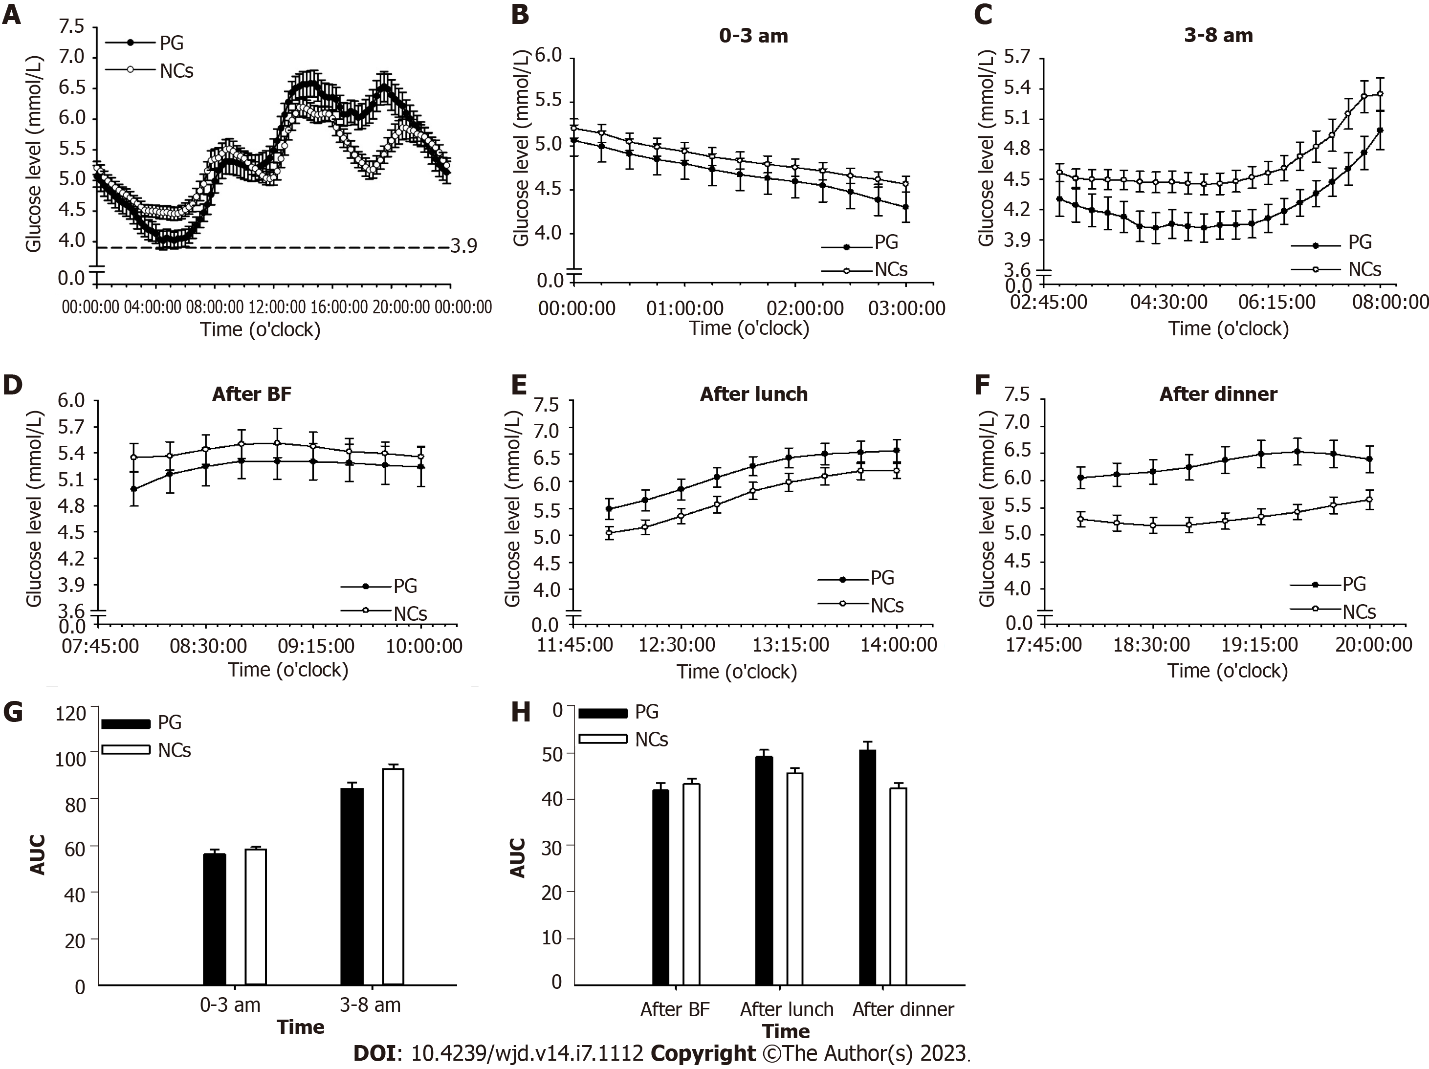 A
7.5
7.0
6.5
6.0
5.5
5.0
4.5
4.0
0.0
Glucose level (mmol/L)
PG
NCs
3.9
00:00:00 04:00:00 08:00:00 12:00:00 16:00:00 20:00:00 00:00:00
Time (o'clock)
B
0-3 am
6.0
5.5
5.0
4.5
4.0
0.0
Glucose level (mmol/L)
PG
NCs
00:00:00 01:00:00 02:00:00 03:00:00
Time (o'clock)
C
3-8 am
5.7
5.4
5.1
4.8
4.5
4.2
3.9
3.6
0.0
Glucose level (mmol/L)
PG
NCs
02:45:00 04:30:00 06:15:00 08:00:00
Time (o'clock)
D
After BF
6.0
5.7
5.4
5.1
4.8
4.5
4.2
3.9
3.6
0.0
Glucose level (mmol/L)
PG
NCs
07:45:00 08:30:00 09:15:00 10:00:00
Time (o'clock)
E
After lunch
7.5
7.0
6.5
6.0
5.5
5.0
4.5
4.0
0.0
Glucose level (mmol/L)
PG
NCs
11:45:00 12:30:00 13:15:00 14:00:00
Time (o'clock)
F
After dinner
7.5
7.0
6.5
6.0
5.5
5.0
4.5
4.0
0.0
Glucose level (mmol/L)
PG
NCs
17:45:00 18:30:00 19:15:00 20:00:00
Time (o'clock)
G
120
100
80
60
40
20
0
AUC
PG
NCs
0-3 am 3-8 am
Time
H
0
50
40
30
20
10
0
AUC
PG
NCs
After BF After lunch After dinner
Time
DOI: 10.4239/wjd.v14.i7.1112 Copyright ©The Author(s) 2023.